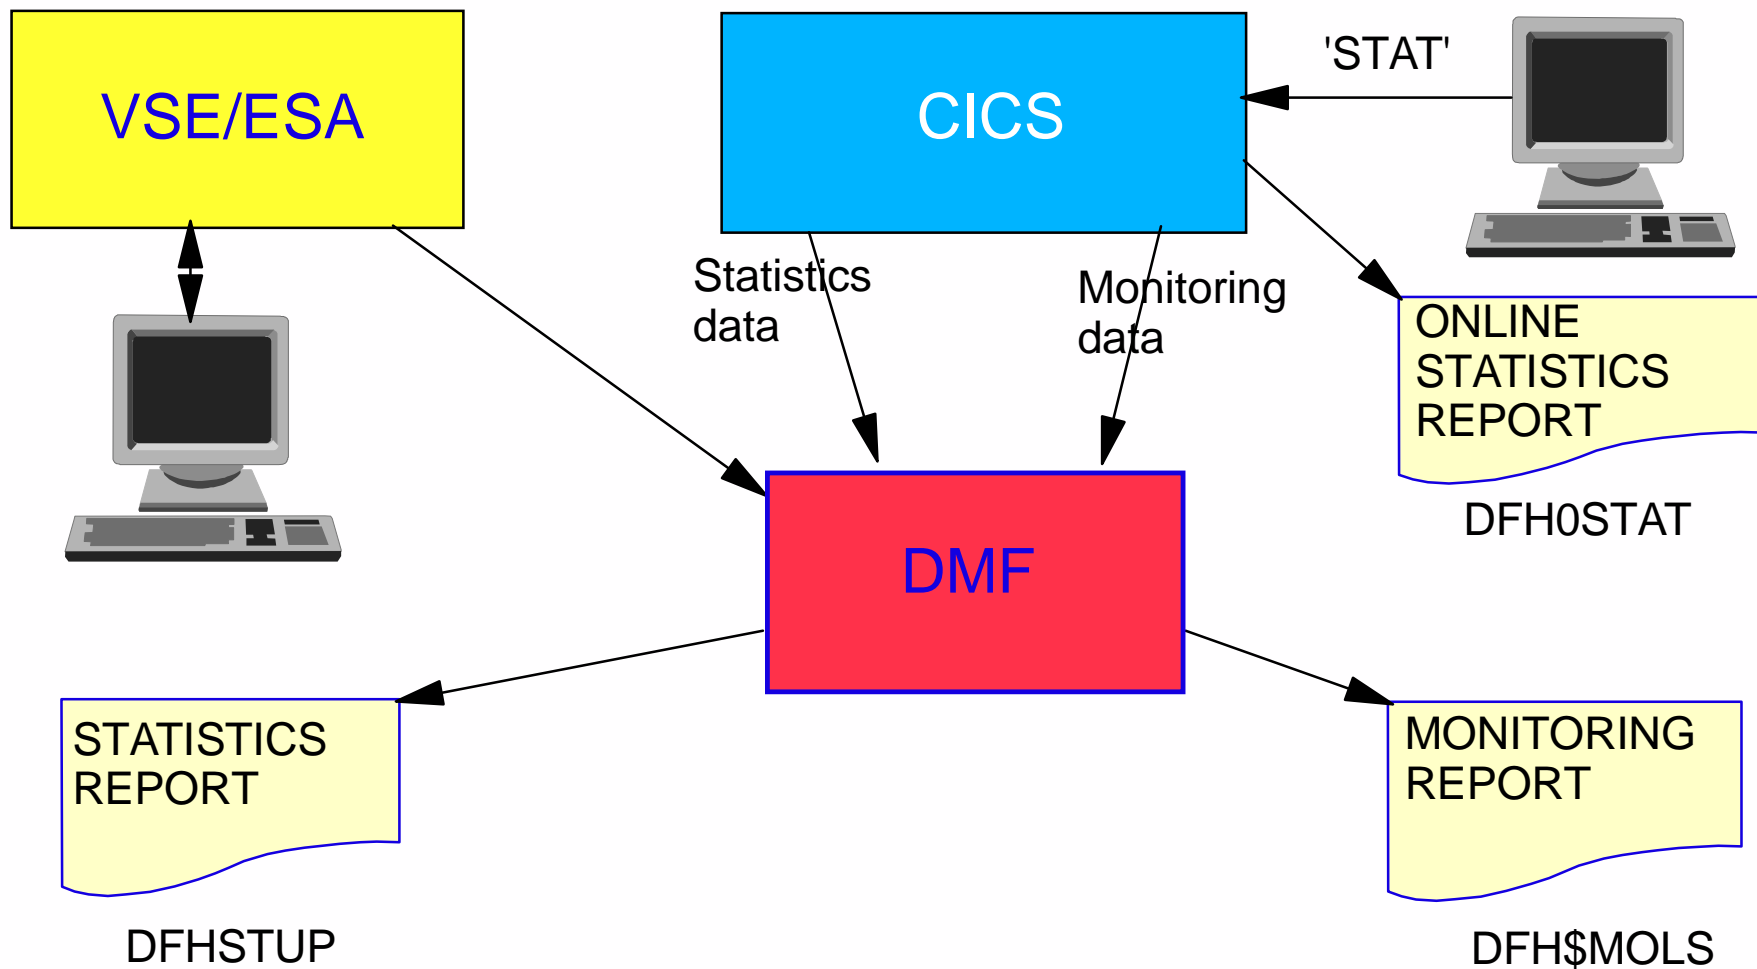 VSE/ESA
CICS
'STAT'
Statistics
data
Monitoring
data
ONLINE
STATISTICS
REPORT
DFH0STAT
DMF
STATISTICS
REPORT
DFHSTUP
MONITORING
REPORT
DFH$MOLS